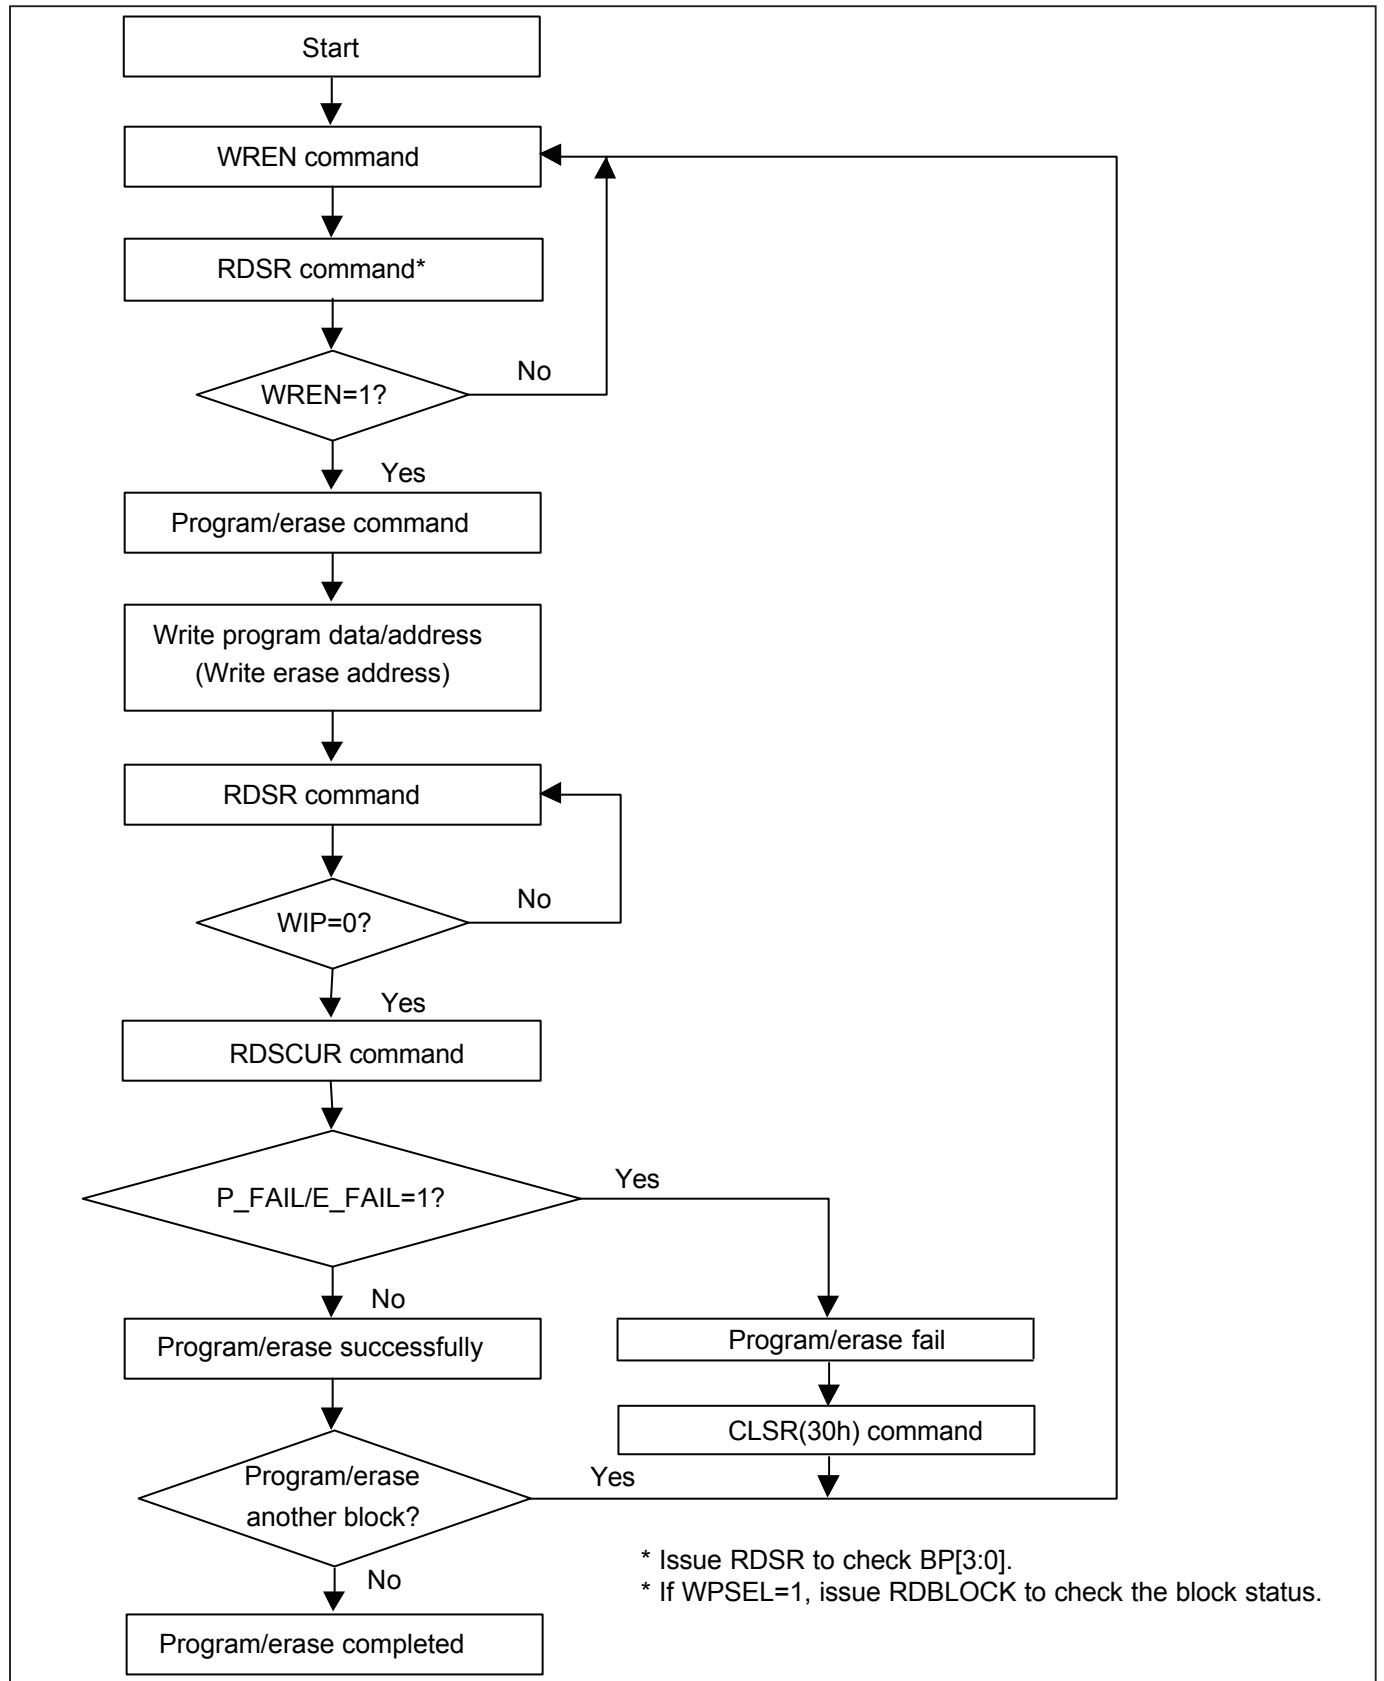 Start
WREN command
RDSR command*
WREN=1?
No
Yes
Program/erase command
Write program data/address
(Write erase address)
RDSR command
WIP=0?
No
Yes
RDSCUR command
P_FAIL/E_FAIL=1?
Yes
No
Program/erase successfully
Program/erase fail
CLSR(30h) command
Program/erase
another block?
Yes
No
* Issue RDSR to check BP[3:0].
* If WPSEL=1, issue RDBLOCK to check the block status.
Program/erase completed